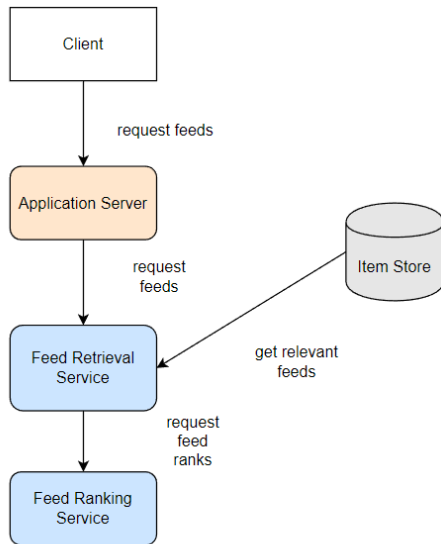 Client
request feeds
Application Server
request
feeds
Item Store
Feed Retrieval
Service
get relevant
feeds
request
feed
ranks
Feed Ranking
Service